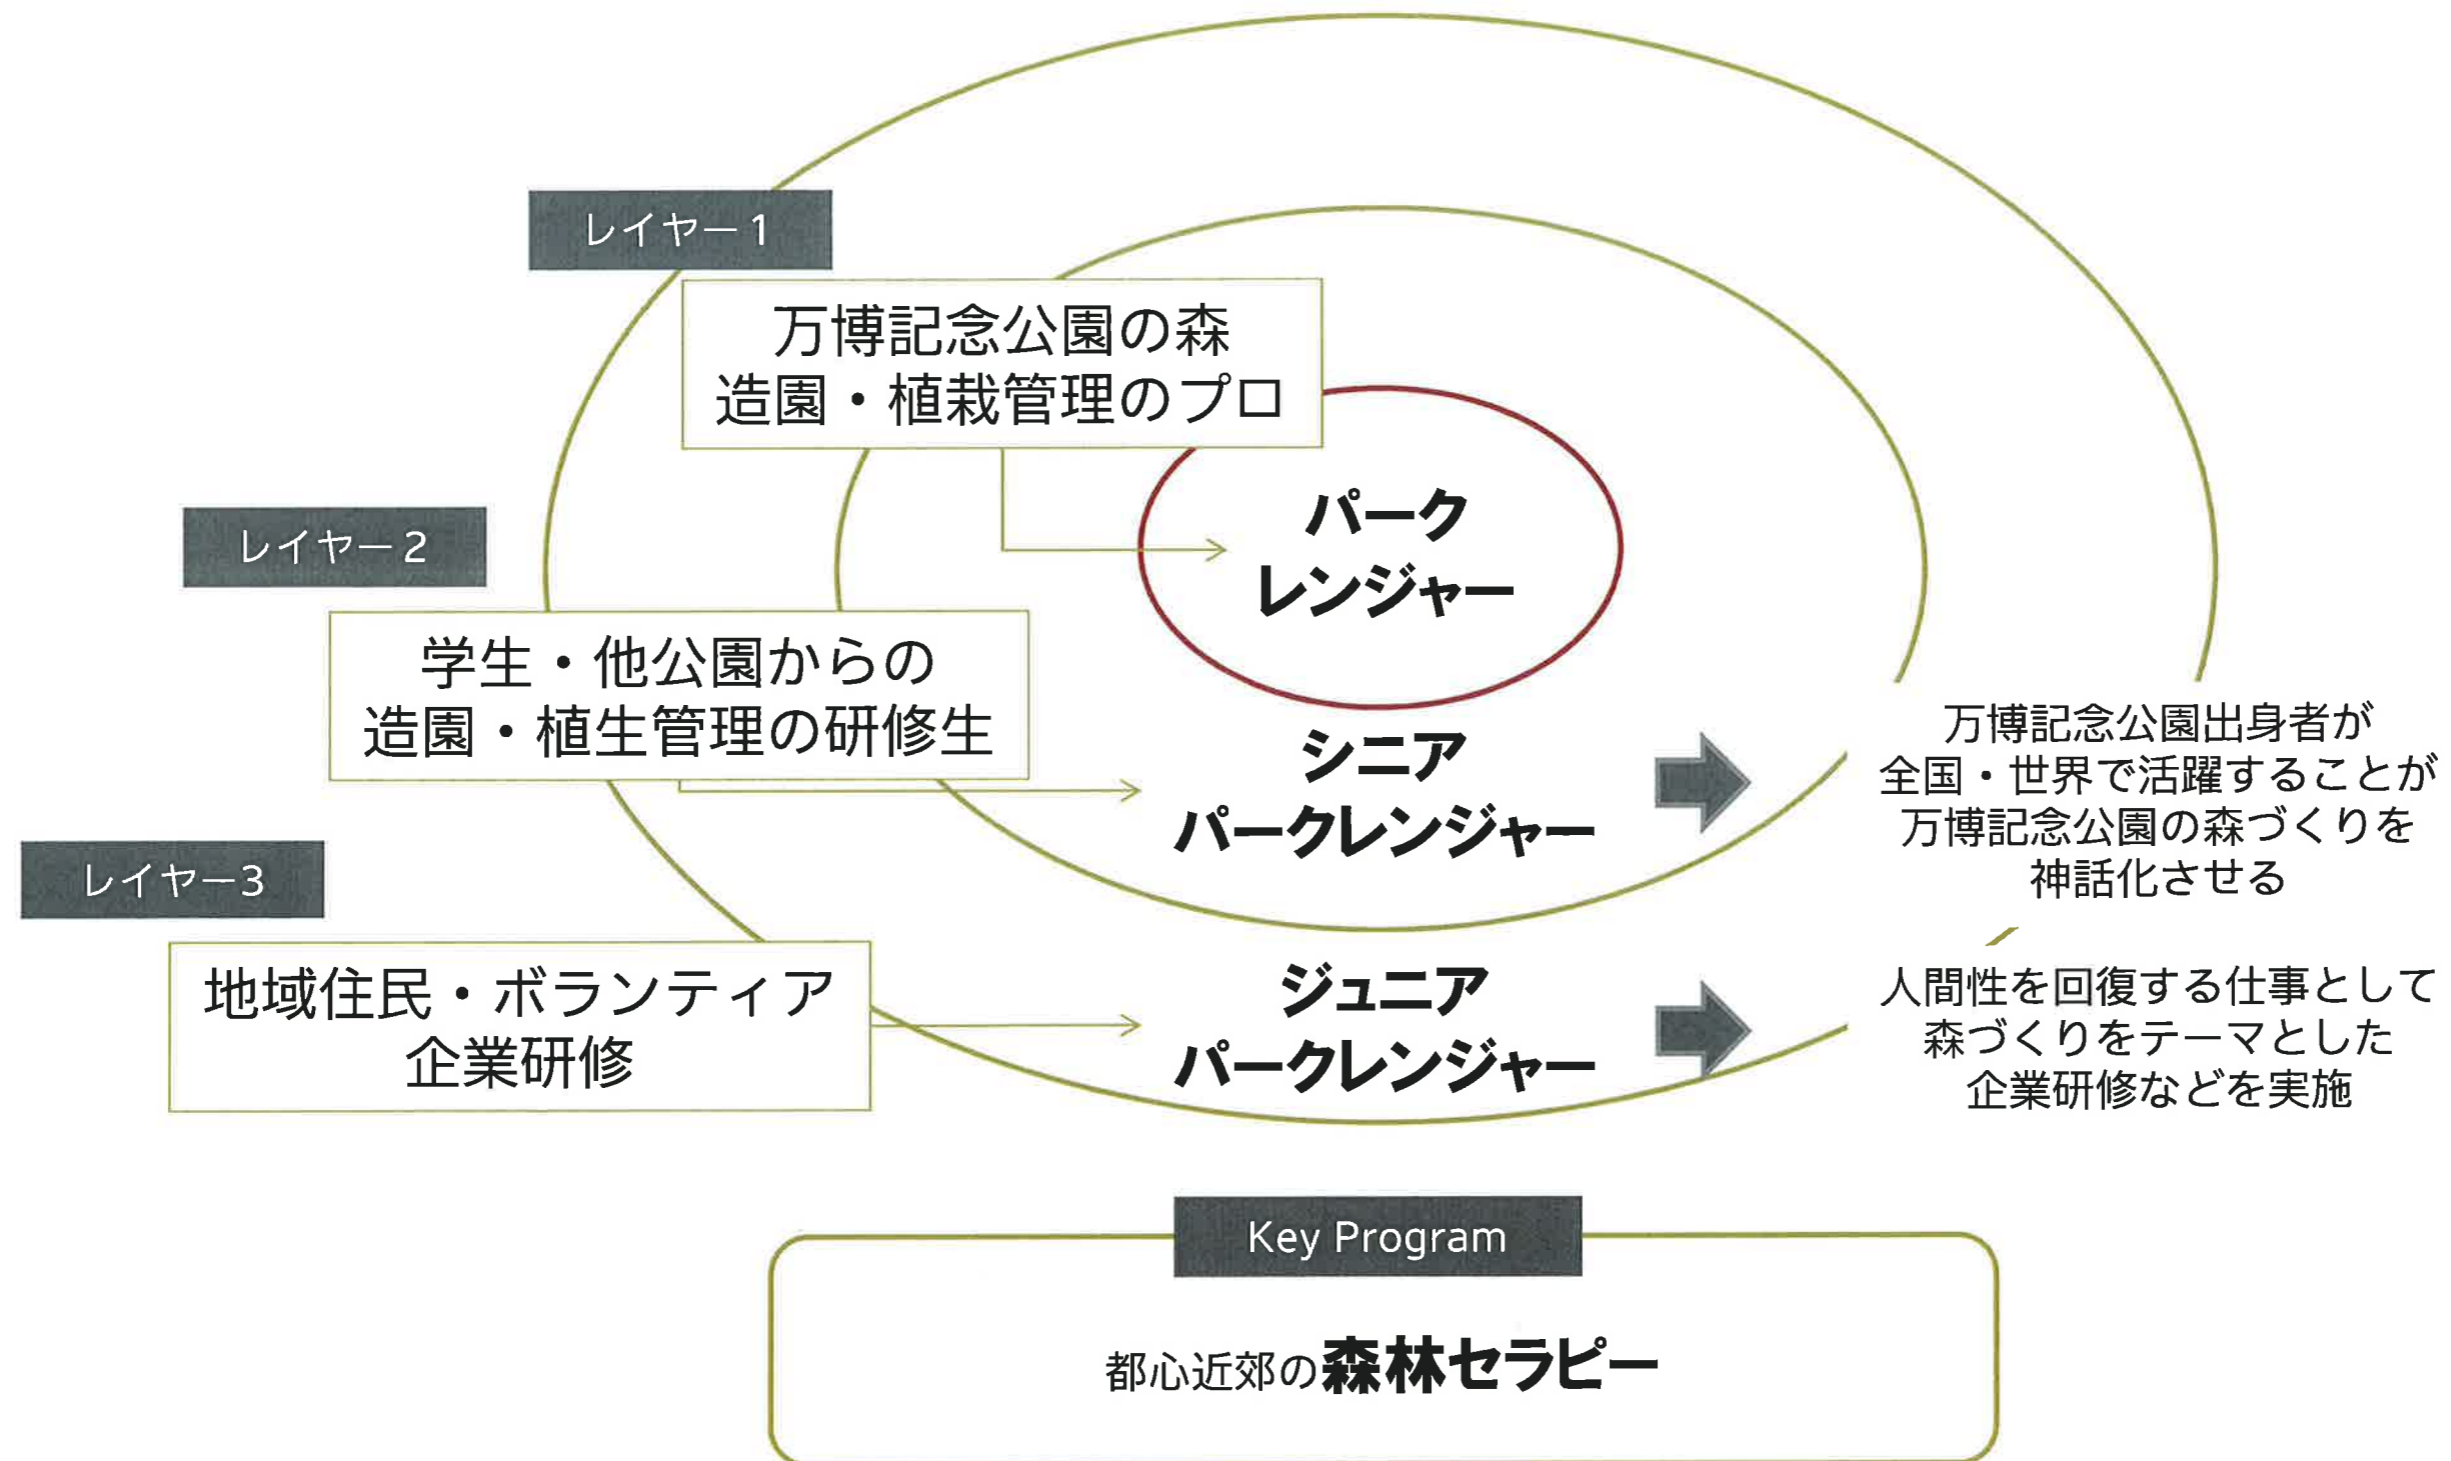 レイヤー1
万博記念公園の森
造園・植栽管理のプロ
パーク
レンジャー
レイヤー2
学生・他公園からの
造園・植生管理の研修生
シニア
パークレンジャー
万博記念公園出身者が
全国・世界で活躍することが
万博記念公園の森づくりを
神話化させる
レイヤー3
地域住民・ボランティア
企業研修
ジュニア
パークレンジャー
人間性を回復する仕事として
森づくりをテーマとした
企業研修などを実施
Key Program
都心近郊の森林セラピー